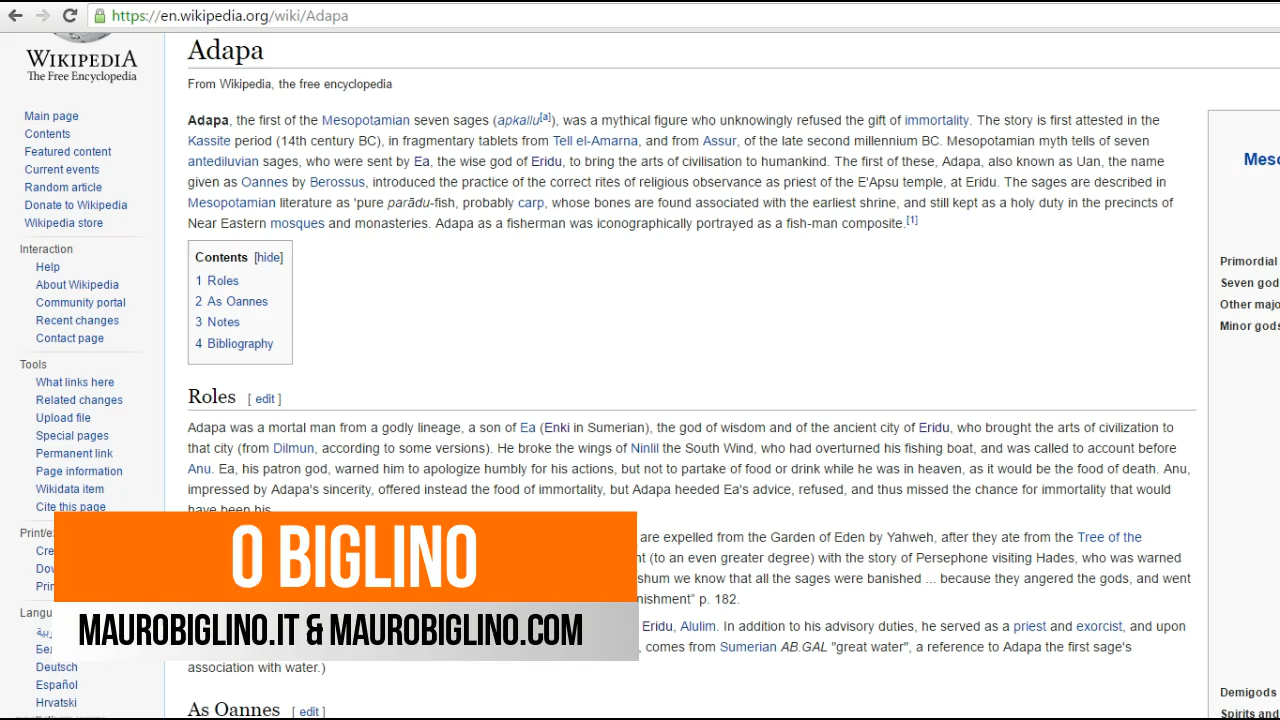 https://en.wikipedia.org/wiki/Adapa
WIKIPEDIA
The Free Encyclopedia
Main page
Contents
Featured content
Current events
Random article
Donate to Wikipedia
Wikipedia store
Interaction
Help
About Wikipedia
Community portal
Recent changes
Contact page
Tools
What links here
Related changes
Upload file
Special pages
Permanent link
Page information
Wikidata item
Cite this page
Print/e
Cre
Do
Prin
Langu
Бе
Deutsch
Español
Hrvatski
Adapa
From Wikipedia, the free encyclopedia
Adapa, the first of the Mesopotamian seven sages (apkallu[a]), was a mythical figure who unknowingly refused the gift of immortality. The story is first attested in the
Kassite period (14th century BC), in fragmentary tablets from Tell el-Amarna, and from Assur, of the late second millennium BC. Mesopotamian myth tells of seven
antediluvian sages, who were sent by Ea, the wise god of Eridu, to bring the arts of civilisation to humankind. The first of these, Adapa, also known as Uan, the name
given as Oannes by Berossus, introduced the practice of the correct rites of religious observance as priest of the E'Apsu temple, at Eridu. The sages are described in
Mesopotamian literature as 'pure parādu-fish, probably carp, whose bones are found associated with the earliest shrine, and still kept as a holy duty in the precincts of
Near Eastern mosques and monasteries. Adapa as a fisherman was iconographically portrayed as a fish-man composite.[1]
Contents [hide]
1 Roles
2 As Oannes
3 Notes
4 Bibliography
Roles [ edit ]
Adapa was a mortal man from a godly lineage, a son of Ea (Enki in Sumerian), the god of wisdom and of the ancient city of Eridu, who brought the arts of civilization to
that city (from Dilmun, according to some versions). He broke the wings of Ninlil the South Wind, who had overturned his fishing boat, and was called to account before
Anu. Ea, his patron god, warned him to apologize humbly for his actions, but not to partake of food or drink while he was in heaven, as it would be the food of death. Anu,
impressed by Adapa's sincerity, offered instead the food of immortality, but Adapa heeded Ea's advice, refused, and thus missed the chance for immortality that would
have been his
are expelled from the Garden of Eden by Yahweh, after they ate from the Tree of the
nt (to an even greater degree) with the story of Persephone visiting Hades, who was warned
shum we know that all the sages were banished ... because they angered the gods, and went
nishment” p. 182.
Eridu, Alulim. In addition to his advisory duties, he served as a priest and exorcist, and upon
, comes from Sumerian AB.GAL "great water", a reference to Adapa the first sage's
association with water.)
As Oannes [ edit ]
Meso
Primordial
Seven god
Other majo
Minor gods
Demigods
Spirits and
O BIGLINO
MAUROBIGLINO.IT & MAUROBIGLINO.COM